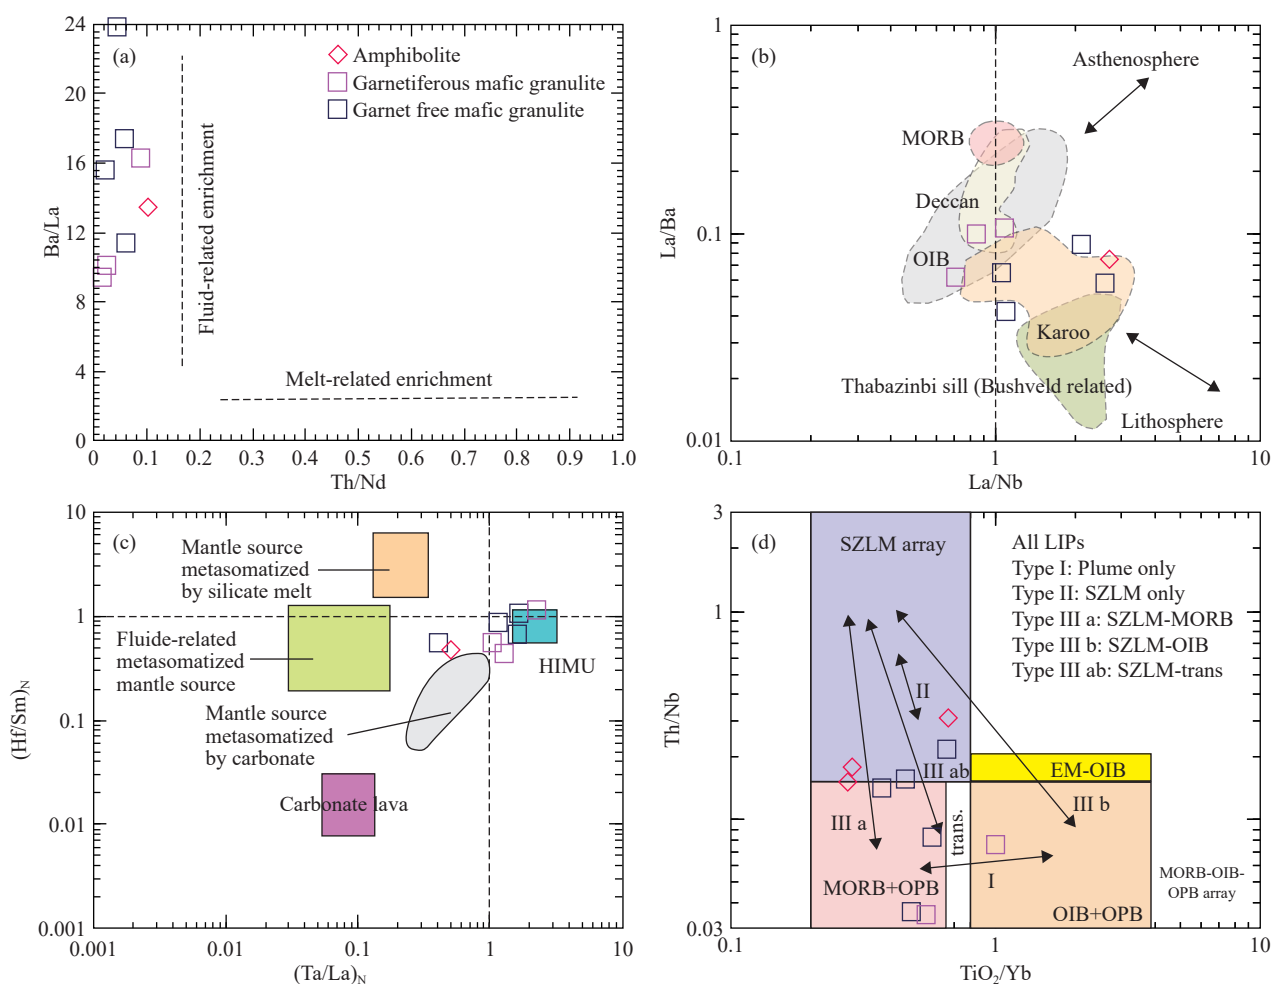 (a)
Amphibolite
Garnetiferous mafic granulite
Garnet free mafic granulite
Fluid-related enrichment
Melt-related enrichment
Ba/La
24
20
16
12
8
4
0
0
0.1
0.2
0.3
0.4
0.5
0.6
0.7
0.8
0.9
1.0
Th/Nd
(b)
Asthenosphere
MORB
Deccan
OIB
Karoo
Thabazinbi sill (Bushveld related)
Lithosphere
La/Ba
1
0.1
0.01
0.1
1
10
La/Nb
(c)
Mantle source
metasomatized
by silicate melt
Fluide-related
metasomatized
mantle source
HIMU
Mantle source
metasomatized
by carbonate
Carbonate lava
(Hf/Sm)N
10
1
0.1
0.01
0.001
0.001
0.01
0.1
1
10
(Ta/La)N
(d)
SZLM array
All LIPs
Type I: Plume only
Type II: SZLM only
Type III a: SZLM-MORB
Type III b: SZLM-OIB
Type III ab: SZLM-trans
II
III ab
EM-OIB
III a
III b
trans.
I
MORB+OPB
OIB+OPB
MORB-OIB-
OPB array
Th/Nb
3
1
0.1
0.03
0.1
1
10
TiO2/Yb